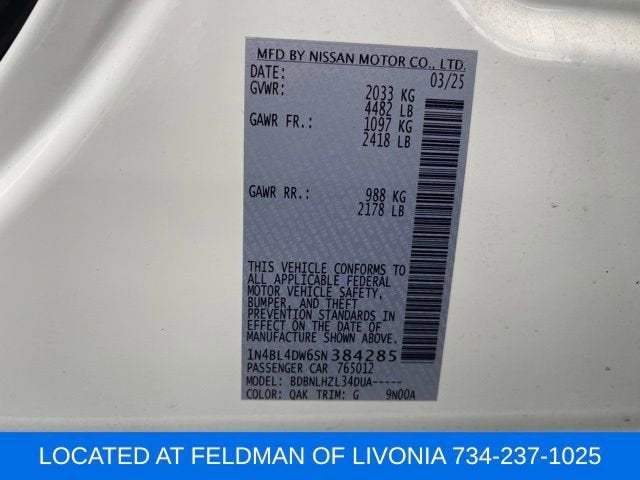 MFD BY NISSAN MOTOR CO., LTD.
DATE: 03/25
GVWR: 2033 KG
4482 LB
GAWR FR.: 1097 KG
2418 LB
GAWR RR.: 988 KG
2178 LB
THIS VEHICLE CONFORMS TO
ALL APPLICABLE FEDERAL
MOTOR VEHICLE SAFETY,
BUMPER, AND THEFT
PREVENTION STANDARDS IN
EFFECT ON THE DATE OF
MANUFACTURE SHOWN ABOVE.
1N4BL4DW6SN384285
PASSENGER CAR 765012
MODEL: BDBNLHZL34DUA-----
COLOR: QAK TRIM: G 9N00A
LOCATED AT FELDMAN OF LIVONIA 734-237-1025